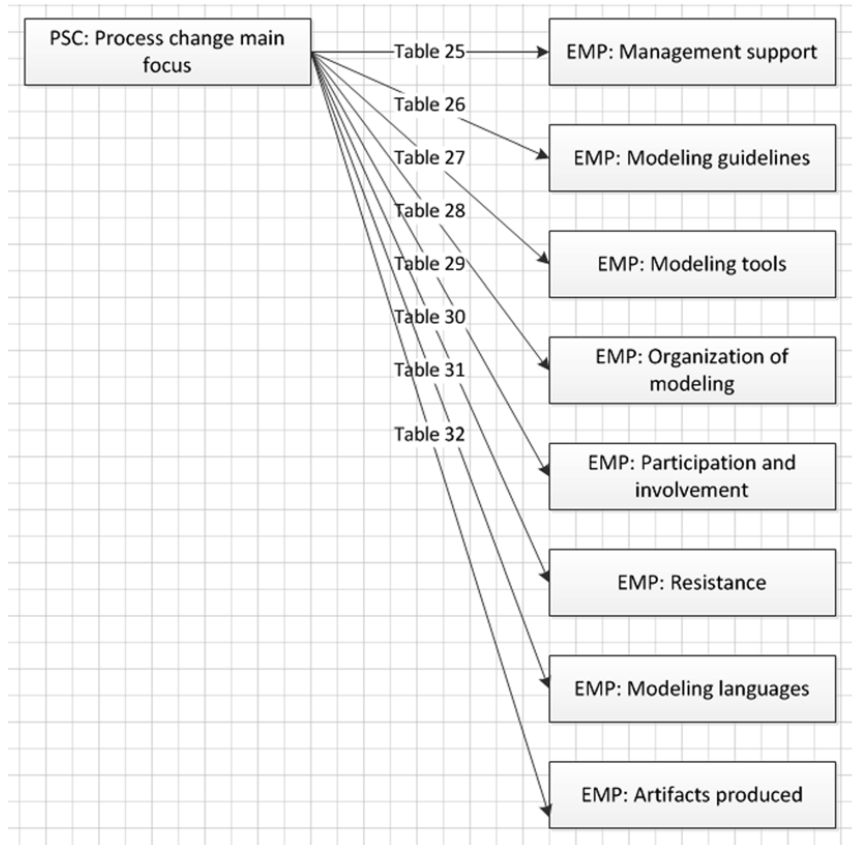 PSC: Process change main
focus
Table 25
EMP: Management support
Table 26
EMP: Modeling guidelines
Table 27
Table 28
EMP: Modeling tools
Table 29
Table 30
EMP: Organization of
modeling
Table 31
Table 32
EMP: Participation and
involvement
EMP: Resistance
EMP: Modeling languages
EMP: Artifacts produced